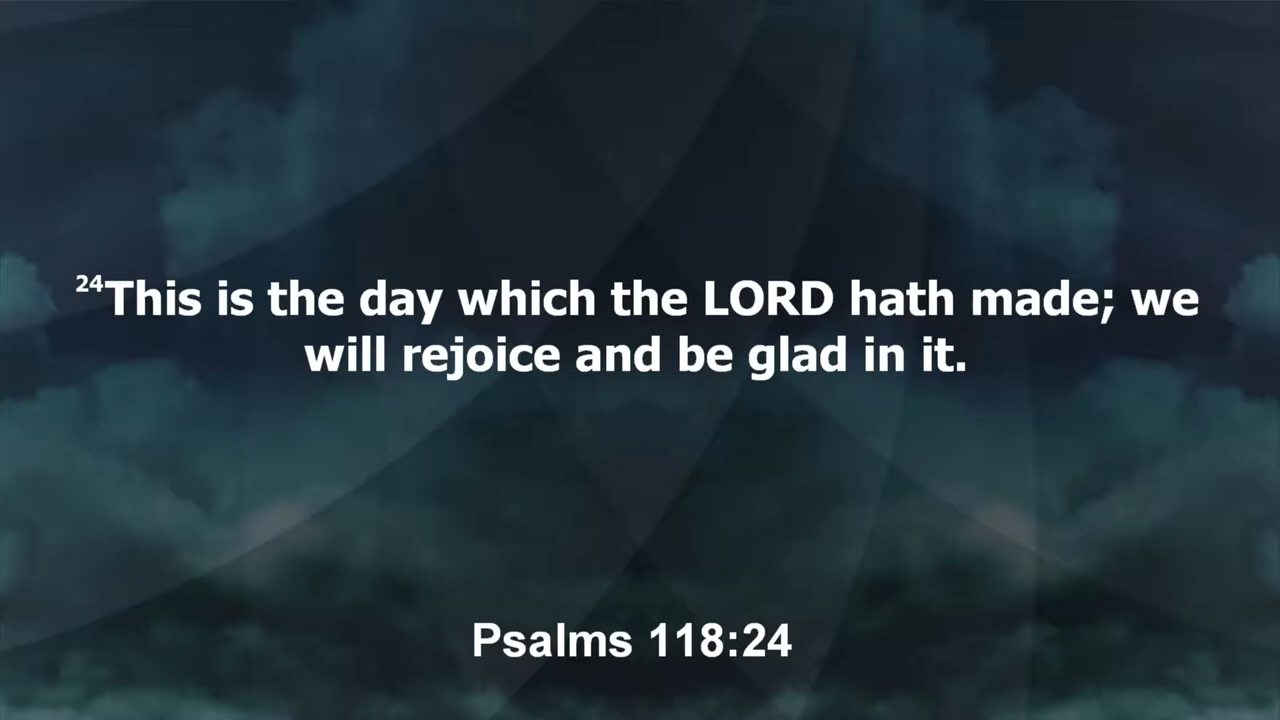 24This is the day which the LORD hath made; we
will rejoice and be glad in it.
Psalms 118:24